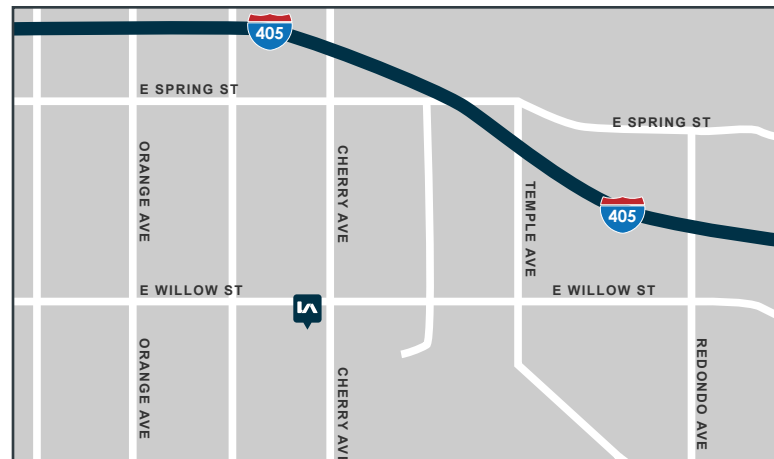 405
E SPRING ST
E SPRING ST
ORANGE AVE
CHERRY AVE
TEMPLE AVE
405
E WILLOW ST
E WILLOW ST
ORANGE AVE
CHERRY AVE
REDONDO AVE